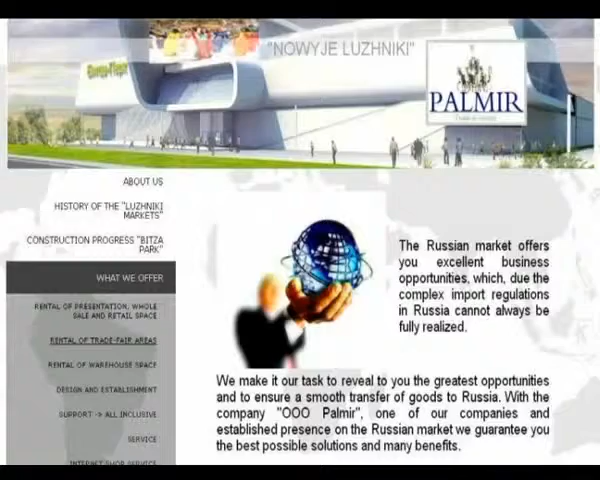 "NOWYJE LUZHNIKI"
PALMIR
ABOUT US
HISTORY OF THE "LUZHNIKI
MARKETS"
CONSTRUCTION PROGRESS "BITZA
PARK"
WHAT WE OFFER
RENTAL OF PRESENTATION, WHOLE
SALE AND RETAIL SPACE
RENTAL OF TRADE-FAIR AREAS
RENTAL OF WAREHOUSE SPACE
DESIGN AND ESTABLISHMENT
SUPPORT -> ALL INCLUSIVE
SERVICE
INTERNET SHOP SERVICE
The Russian market offers
you excellent business
opportunities, which, due the
complex import regulations
in Russia cannot always be
fully realized.
We make it our task to reveal to you the greatest opportunities
and to ensure a smooth transfer of goods to Russia. With the
company "OOO Palmir", one of our companies and
established presence on the Russian market we guarantee you
the best possible solutions and many benefits.